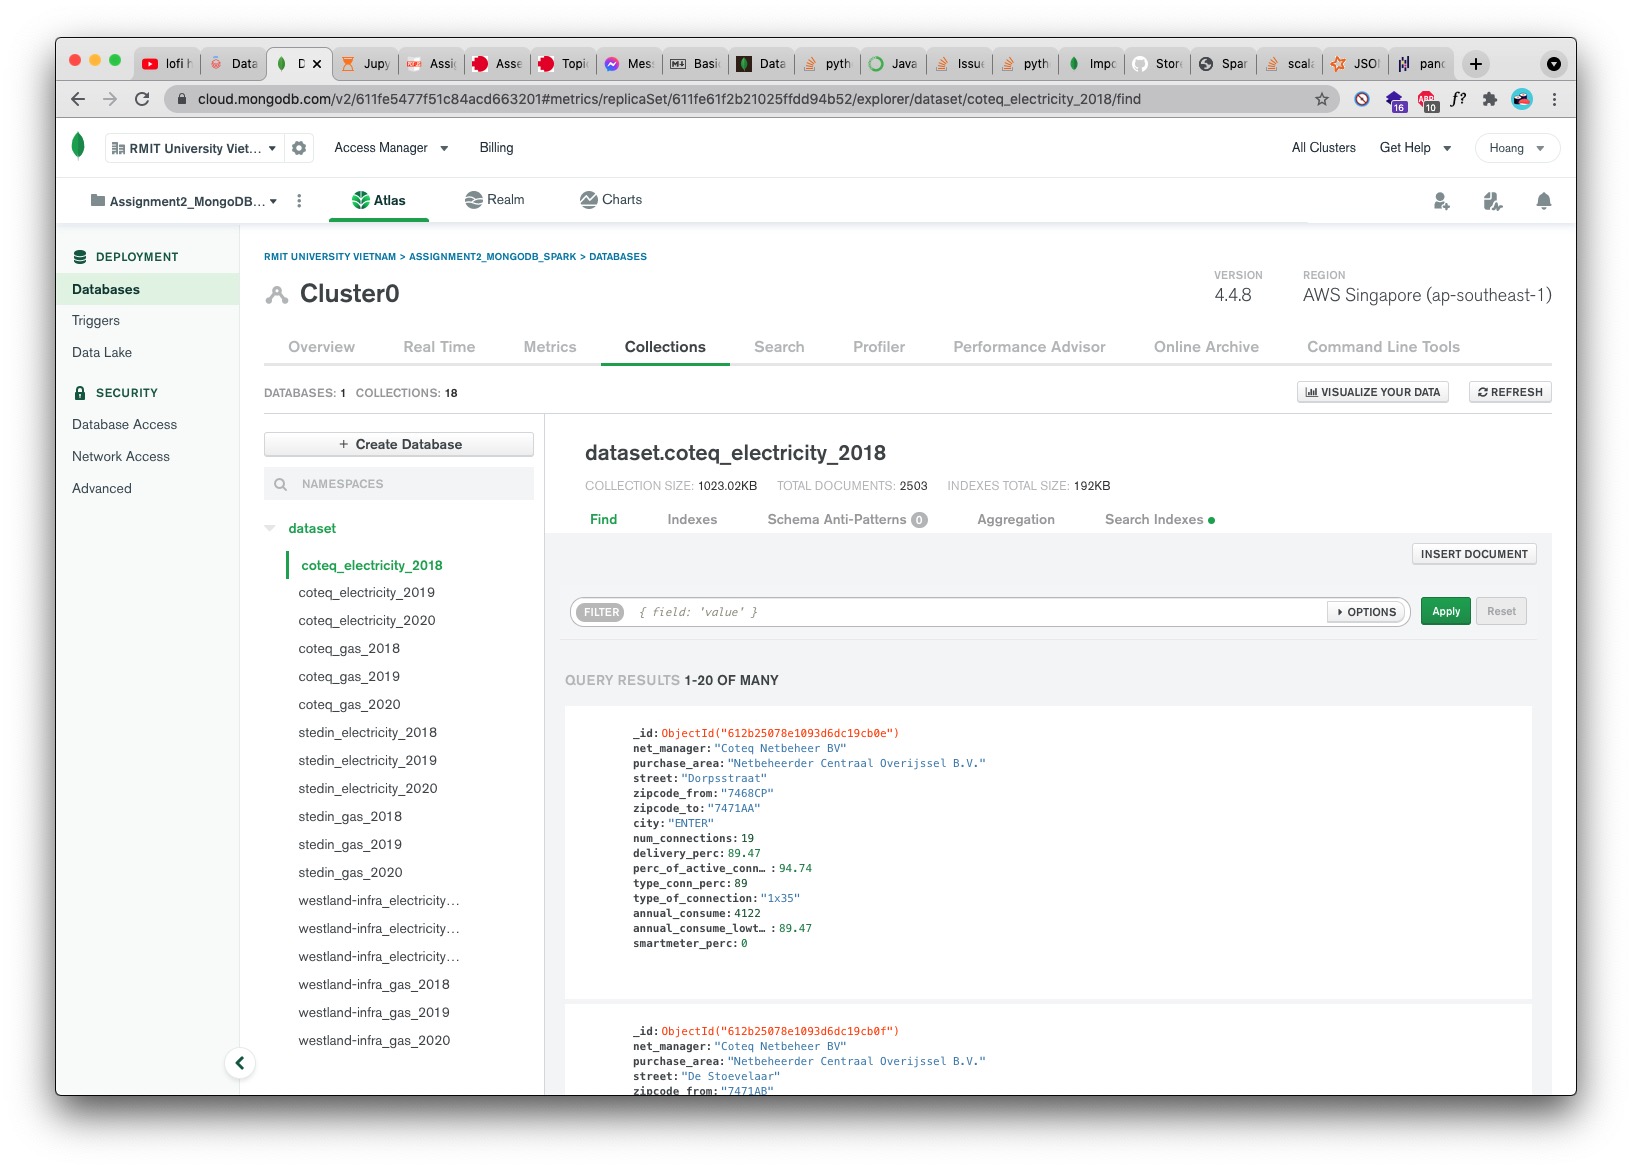 lofi h
Data
D
Jupy
Assig
Asse
Topi
Mes
Basi
Data
pyth
Java
Issu
pyth
Impo
Stor
Spar
scal
JSON
pand
cloud.mongodb.com/v2/611fe5477f51c84acd663201#metrics/replicaSet/611fe61f2b21025ffdd94b52/explorer/dataset/coteq_electricity_2018/find
16
ABP
10
f?
RMIT University Viet...
Access Manager
Billing
All Clusters
Get Help
Hoang
Assignment2_MongoDB...
Atlas
Realm
Charts
DEPLOYMENT
Databases
Triggers
Data Lake
SECURITY
Database Access
Network Access
Advanced
RMIT UNIVERSITY VIETNAM > ASSIGNMENT2_MONGODB_SPARK > DATABASES
Cluster0
VERSION
4.4.8
REGION
AWS Singapore (ap-southeast-1)
Overview
Real Time
Metrics
Collections
Search
Profiler
Performance Advisor
Online Archive
Command Line Tools
DATABASES: 1 COLLECTIONS: 18
VISUALIZE YOUR DATA
REFRESH
+ Create Database
NAMESPACES
dataset
coteq_electricity_2018
coteq_electricity_2019
coteq_electricity_2020
coteq_gas_2018
coteq_gas_2019
coteq_gas_2020
stedin_electricity_2018
stedin_electricity_2019
stedin_electricity_2020
stedin_gas_2018
stedin_gas_2019
stedin_gas_2020
westland-infra_electricity...
westland-infra_electricity...
westland-infra_electricity...
westland-infra_gas_2018
westland-infra_gas_2019
westland-infra_gas_2020
dataset.coteq_electricity_2018
COLLECTION SIZE: 1023.02KB TOTAL DOCUMENTS: 2503 INDEXES TOTAL SIZE: 192KB
Find
Indexes
Schema Anti-Patterns 0
Aggregation
Search Indexes
INSERT DOCUMENT
FILTER { field: 'value' }
OPTIONS
Apply
Reset
QUERY RESULTS 1-20 OF MANY
_id: ObjectId("612b25078e1093d6dc19cb0e")
net_manager: "Coteq Netbeheer BV"
purchase_area: "Netbeheerder Centraal Overijssel B.V."
street: "Dorpsstraat"
zipcode_from: "7468CP"
zipcode_to: "7471AA"
city: "ENTER"
num_connections: 19
delivery_perc: 89.47
perc_of_active_conn… : 94.74
type_conn_perc: 89
type_of_connection: "1x35"
annual_consume: 4122
annual_consume_lowt… : 89.47
smartmeter_perc: 0
_id: ObjectId("612b25078e1093d6dc19cb0f")
net_manager: "Coteq Netbeheer BV"
purchase_area: "Netbeheerder Centraal Overijssel B.V."
street: "De Stoevelaar"
zipcode_from: "7471AB"